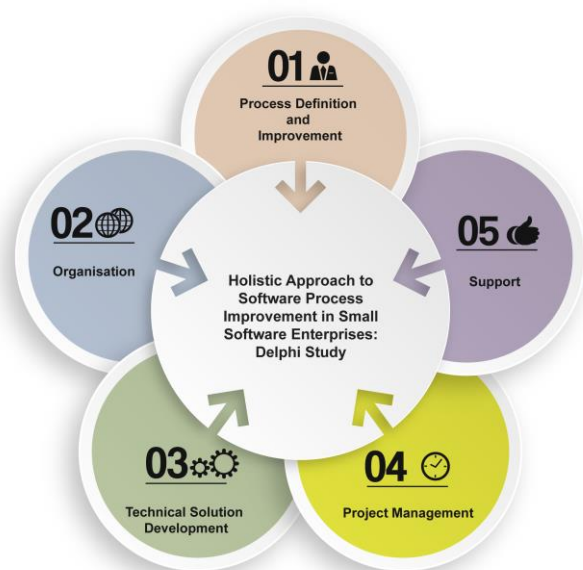 01
Process Definition
and
Improvement
02
Organisation
05
Support
Holistic Approach to
Software Process
Improvement in Small
Software Enterprises:
Delphi Study
03
Technical Solution
Development
04
Project Management